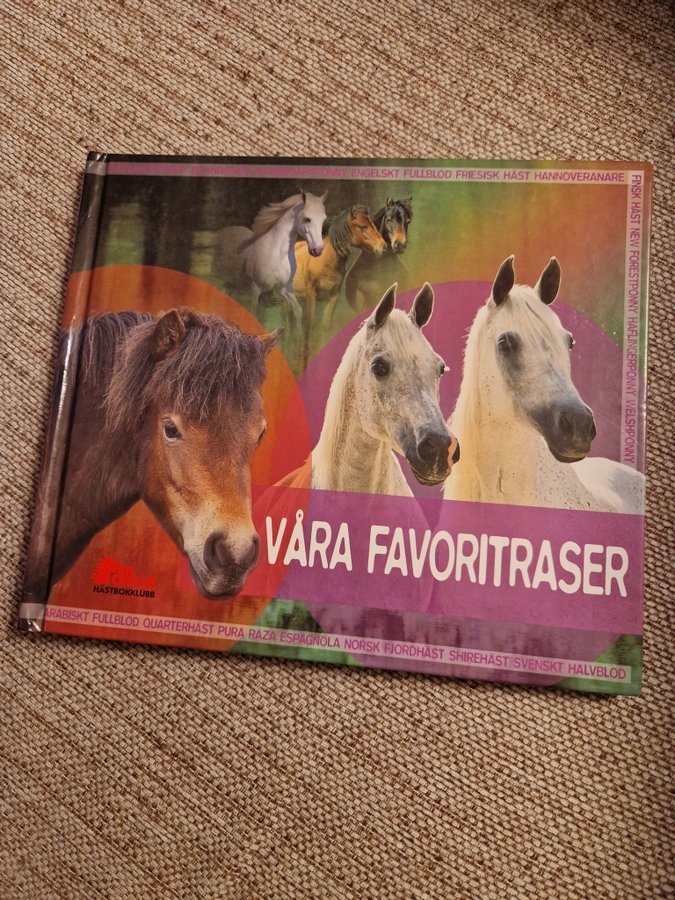 ENGELSKT FULLBLOD FRIESISK HÄST HANNOVERANARE
FINSK HÄST NEW FORESTPONNY HAFLINGERPONNY WELSHPONNY
VÅRA FAVORITRASER
HÄSTBOKKLUBB
ARABISKT FULLBLOD QUARTERHÄST PURA RAZA ESPAGNOLA NORSK FJORDHÄST SHIREHÄST SVENSKT HALVBLOD